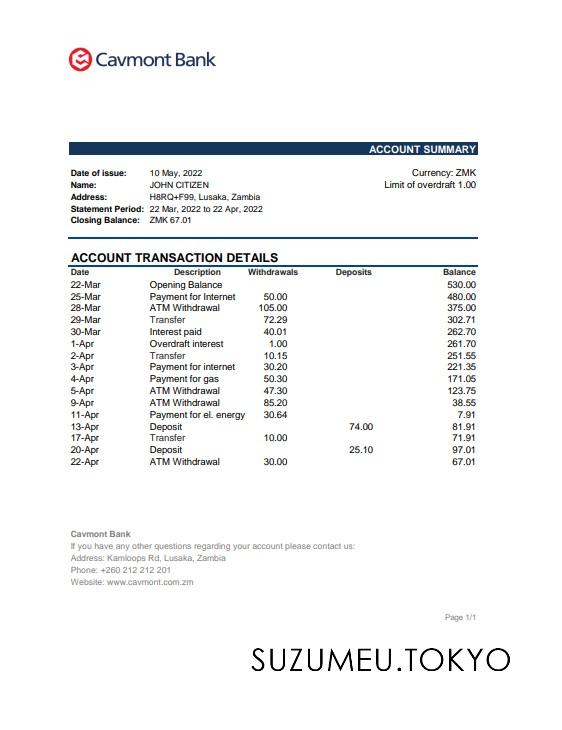 Cavmont Bank
ACCOUNT SUMMARY
Date of issue: 10 May, 2022 Currency: ZMK
Name: JOHN CITIZEN Limit of overdraft 1.00
Address: H8RQ+F99, Lusaka, Zambia
Statement Period: 22 Mar, 2022 to 22 Apr, 2022
Closing Balance: ZMK 67.01
ACCOUNT TRANSACTION DETAILS
Date Description Withdrawals Deposits Balance
22-Mar Opening Balance 530.00
25-Mar Payment for Internet 50.00 480.00
28-Mar ATM Withdrawal 105.00 375.00
29-Mar Transfer 72.29 302.71
30-Mar Interest paid 40.01 262.70
1-Apr Overdraft interest 1.00 261.70
2-Apr Transfer 10.15 251.55
3-Apr Payment for internet 30.20 221.35
4-Apr Payment for gas 50.30 171.05
5-Apr ATM Withdrawal 47.30 123.75
9-Apr ATM Withdrawal 85.20 38.55
11-Apr Payment for el. energy 30.64 7.91
13-Apr Deposit 74.00 81.91
17-Apr Transfer 10.00 71.91
20-Apr Deposit 25.10 97.01
22-Apr ATM Withdrawal 30.00 67.01
Cavmont Bank
If you have any other questions regarding your account please contact us:
Address: Kamloops Rd, Lusaka, Zambia
Phone: +260 212 212 201
Website: www.cavmont.com.zm
Page 1/1
SUZUMEU.TOKYO